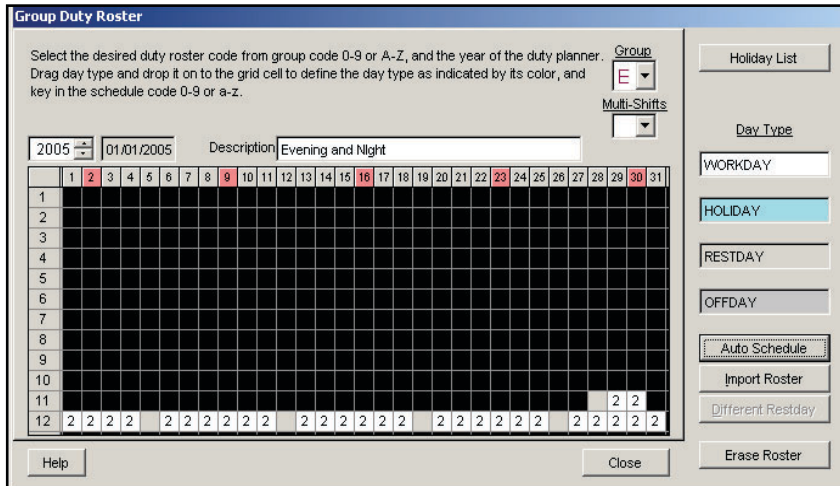 Group Duty Roster
Select the desired duty roster code from group code 0-9 or A-Z, and the year of the duty planner.
Drag day type and drop it on to the grid cell to define the day type as indicated by its color, and
key in the schedule code 0-9 or a-z.
Group
E
Multi-Shifts
Holiday List
Day Type
2005 01/01/2005 Description Evening and NIght
WORKDAY
HOLIDAY
RESTDAY
OFFDAY
1 2 3 4 5 6 7 8 9 10 11 12 13 14 15 16 17 18 19 20 21 22 23 24 25 26 27 28 29 30 31
1
2
3
4
5
6
7
8
9
10
11 2 2
12 2 2 2 2 2 2 2 2 2 2 2 2 2 2 2 2 2 2 2 2 2 2 2 2 2 2 2
Auto Schedule
Import Roster
Different Restday
Erase Roster
Help
Close